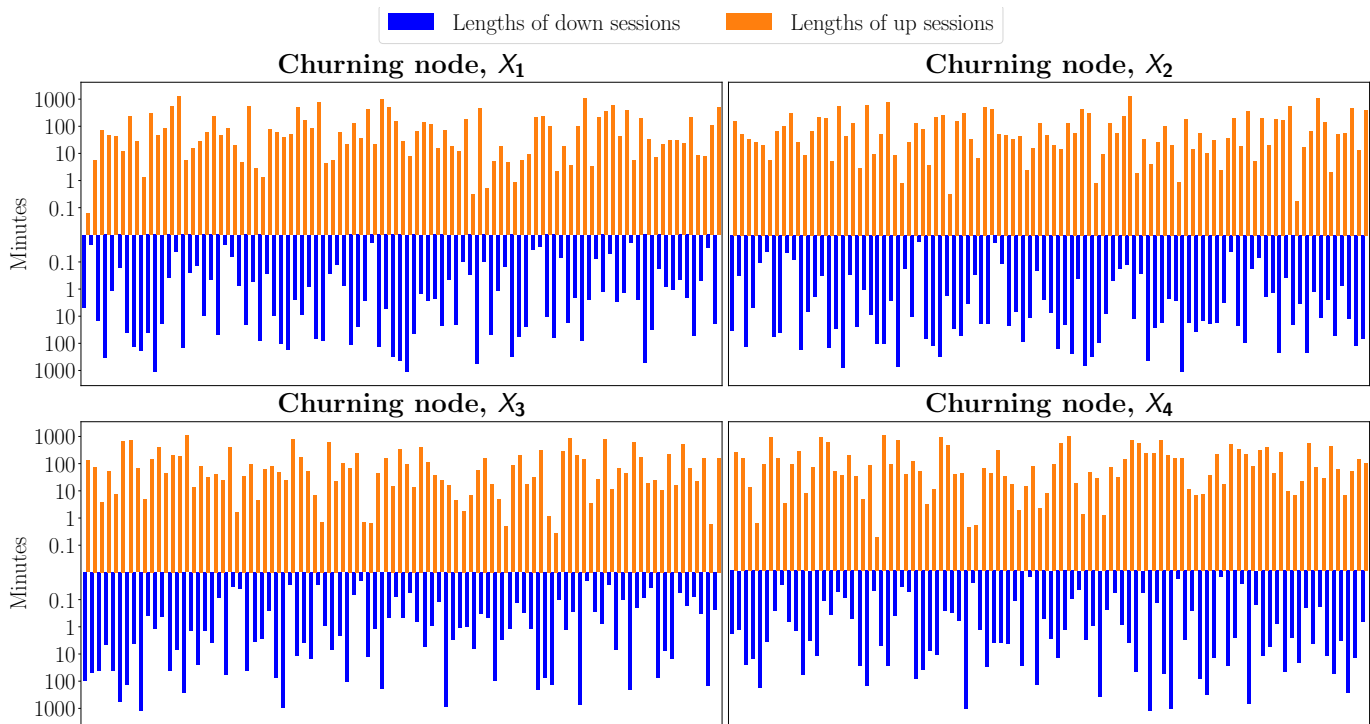 Lengths of down sessions Lengths of up sessions
Churning node, X1
Churning node, X2
1000
100
10
1
0.1
Minutes
0.1
1
10
100
1000
Churning node, X3
Churning node, X4
1000
100
10
1
0.1
Minutes
0.1
1
10
100
1000